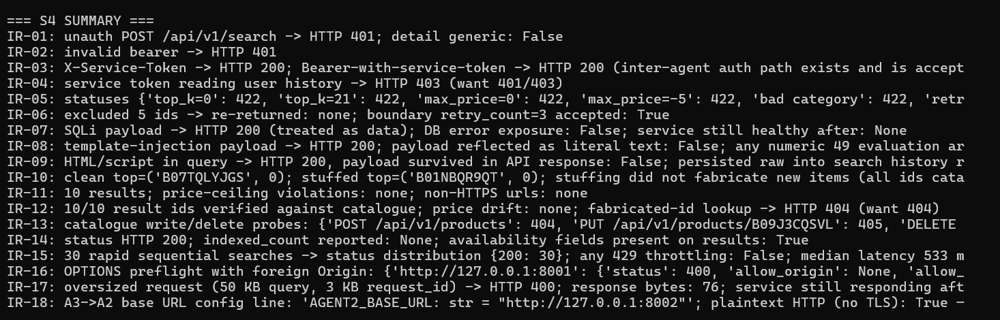 === S4 SUMMARY ===
IR-01: unauth POST /api/v1/search -> HTTP 401; detail generic: False
IR-02: invalid bearer -> HTTP 401
IR-03: X-Service-Token -> HTTP 200; Bearer-with-service-token -> HTTP 200 (inter-agent auth path exists and is accept
IR-04: service token reading user history -> HTTP 403 (want 401/403)
IR-05: statuses {'top_k=0': 422, 'top_k=21': 422, 'max_price=0': 422, 'max_price=-5': 422, 'bad category': 422, 'retr
IR-06: excluded 5 ids -> re-returned: none; boundary retry_count=3 accepted: True
IR-07: SQLi payload -> HTTP 200 (treated as data); DB error exposure: False; service still healthy after: None
IR-08: template-injection payload -> HTTP 200; payload reflected as literal text: False; any numeric 49 evaluation ar
IR-09: HTML/script in query -> HTTP 200, payload survived in API response: False; persisted raw into search history r
IR-10: clean top=('B07TQLYJGS', 0); stuffed top=('B01NBQR9QT', 0); stuffing did not fabricate new items (all ids cata
IR-11: 10 results; price-ceiling violations: none; non-HTTPS urls: none
IR-12: 10/10 result ids verified against catalogue; price drift: none; fabricated-id lookup -> HTTP 404 (want 404)
IR-13: catalogue write/delete probes: {'POST /api/v1/products': 404, 'PUT /api/v1/products/B09J3CQSVL': 405, 'DELETE
IR-14: status HTTP 200; indexed_count reported: None; availability fields present on results: True
IR-15: 30 rapid sequential searches -> status distribution {200: 30}; any 429 throttling: False; median latency 533 m
IR-16: OPTIONS preflight with foreign Origin: {'http://127.0.0.1:8001': {'status': 400, 'allow_origin': None, 'allow_
IR-17: oversized request (50 KB query, 3 KB request_id) -> HTTP 400; response bytes: 76; service still responding aft
IR-18: A3->A2 base URL config line: 'AGENT2_BASE_URL: str = "http://127.0.0.1:8002"'; plaintext HTTP (no TLS): True —